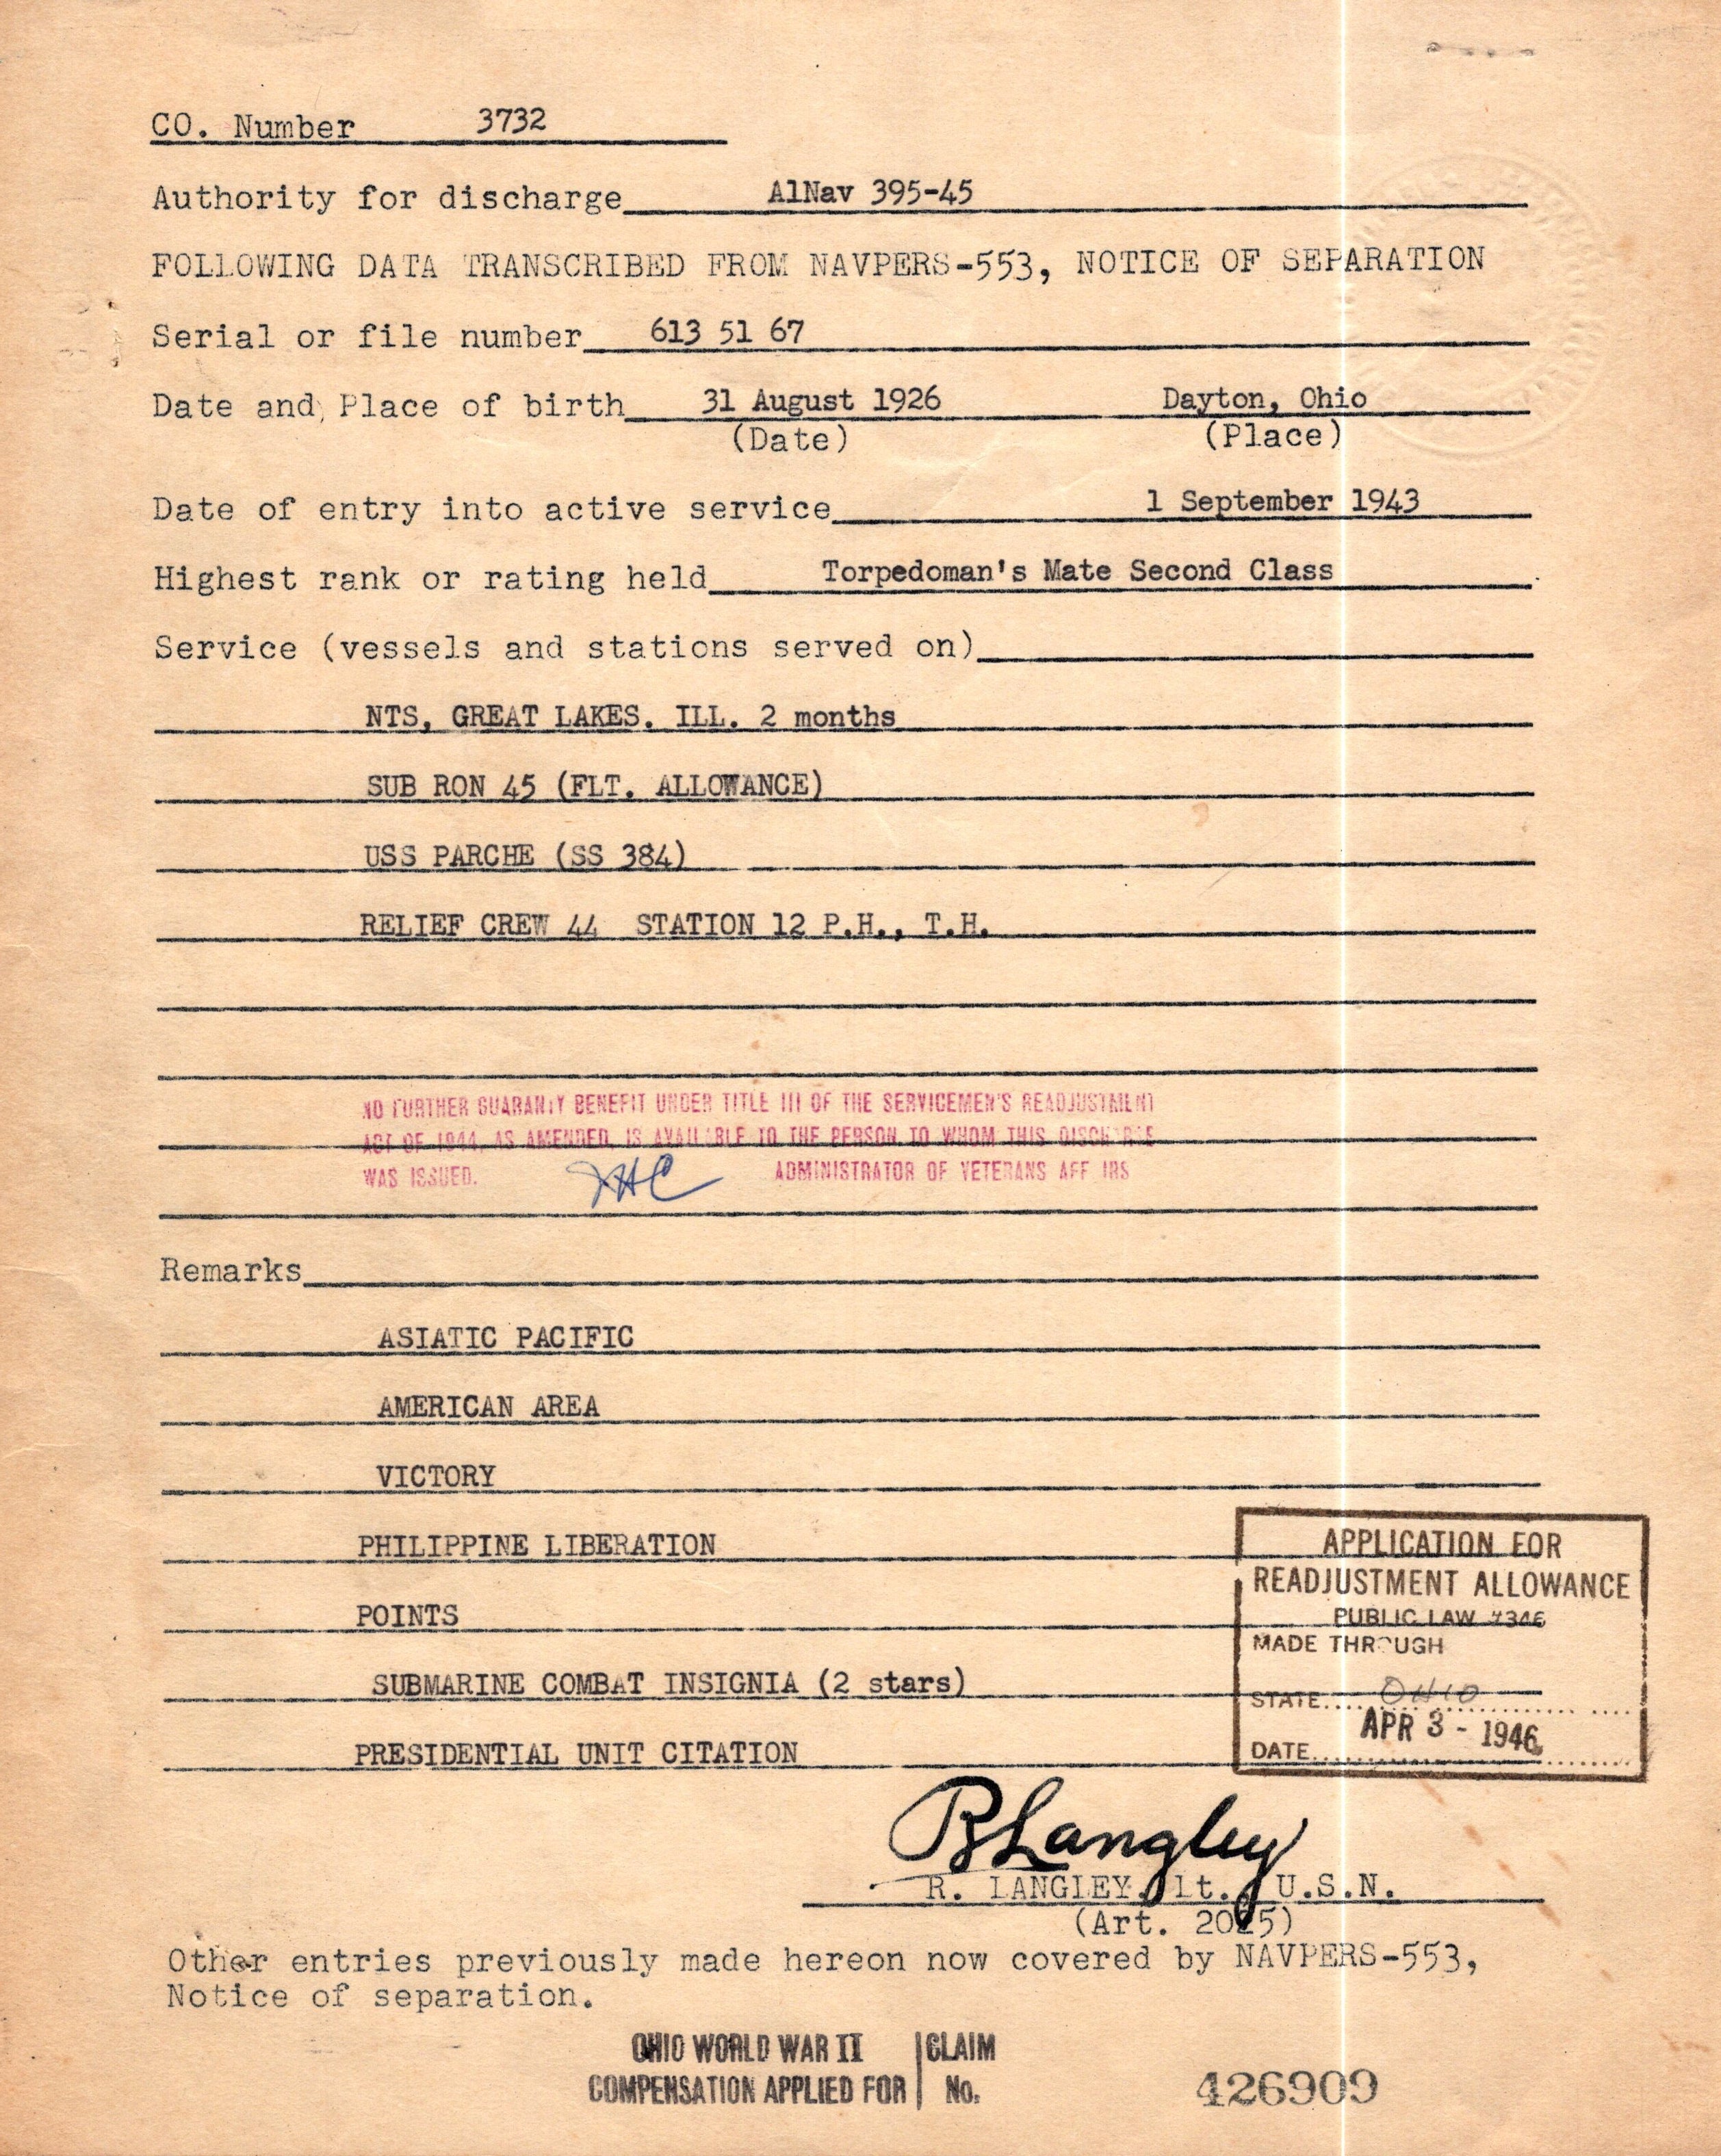 CO. Number 3732
Authority for discharge AlNav 395-45
FOLLOWING DATA TRANSCRIBED FROM NAVPERS-553, NOTICE OF SEPARATION
Serial or file number 613 51 67
Date and Place of birth 31 August 1926 Dayton, Ohio
(Date) (Place)
Date of entry into active service 1 September 1943
Highest rank or rating held Torpedoman's Mate Second Class
Service (vessels and stations served on)
NTS, GREAT LAKES. ILL. 2 months
SUB RON 45 (FLT. ALLOWANCE)
USS PARCHE (SS 384)
RELIEF CREW 44 STATION 12 P.H., T.H.
NO FURTHER GUARANTY BENEFIT UNDER TITLE III OF THE SERVICEMEN'S READJUSTMENT
ACT OF 1944, AS AMENDED, IS AVAILABLE TO THE PERSON TO WHOM THIS DISCHARGE
WAS ISSUED. ADMINISTRATOR OF VETERANS AFFAIRS
Remarks
ASIATIC PACIFIC
AMERICAN AREA
VICTORY
PHILIPPINE LIBERATION
POINTS
SUBMARINE COMBAT INSIGNIA (2 stars)
PRESIDENTIAL UNIT CITATION
APPLICATION FOR
READJUSTMENT ALLOWANCE
PUBLIC LAW #346
MADE THROUGH
STATE.... OHIO
DATE.... APR 3 - 1946
RLangley
R. LANGLEY, lt. U.S.N.
(Art. 2025)
Other entries previously made hereon now covered by NAVPERS-553,
Notice of separation.
OHIO WORLD WAR II CLAIM
COMPENSATION APPLIED FOR No. 426909